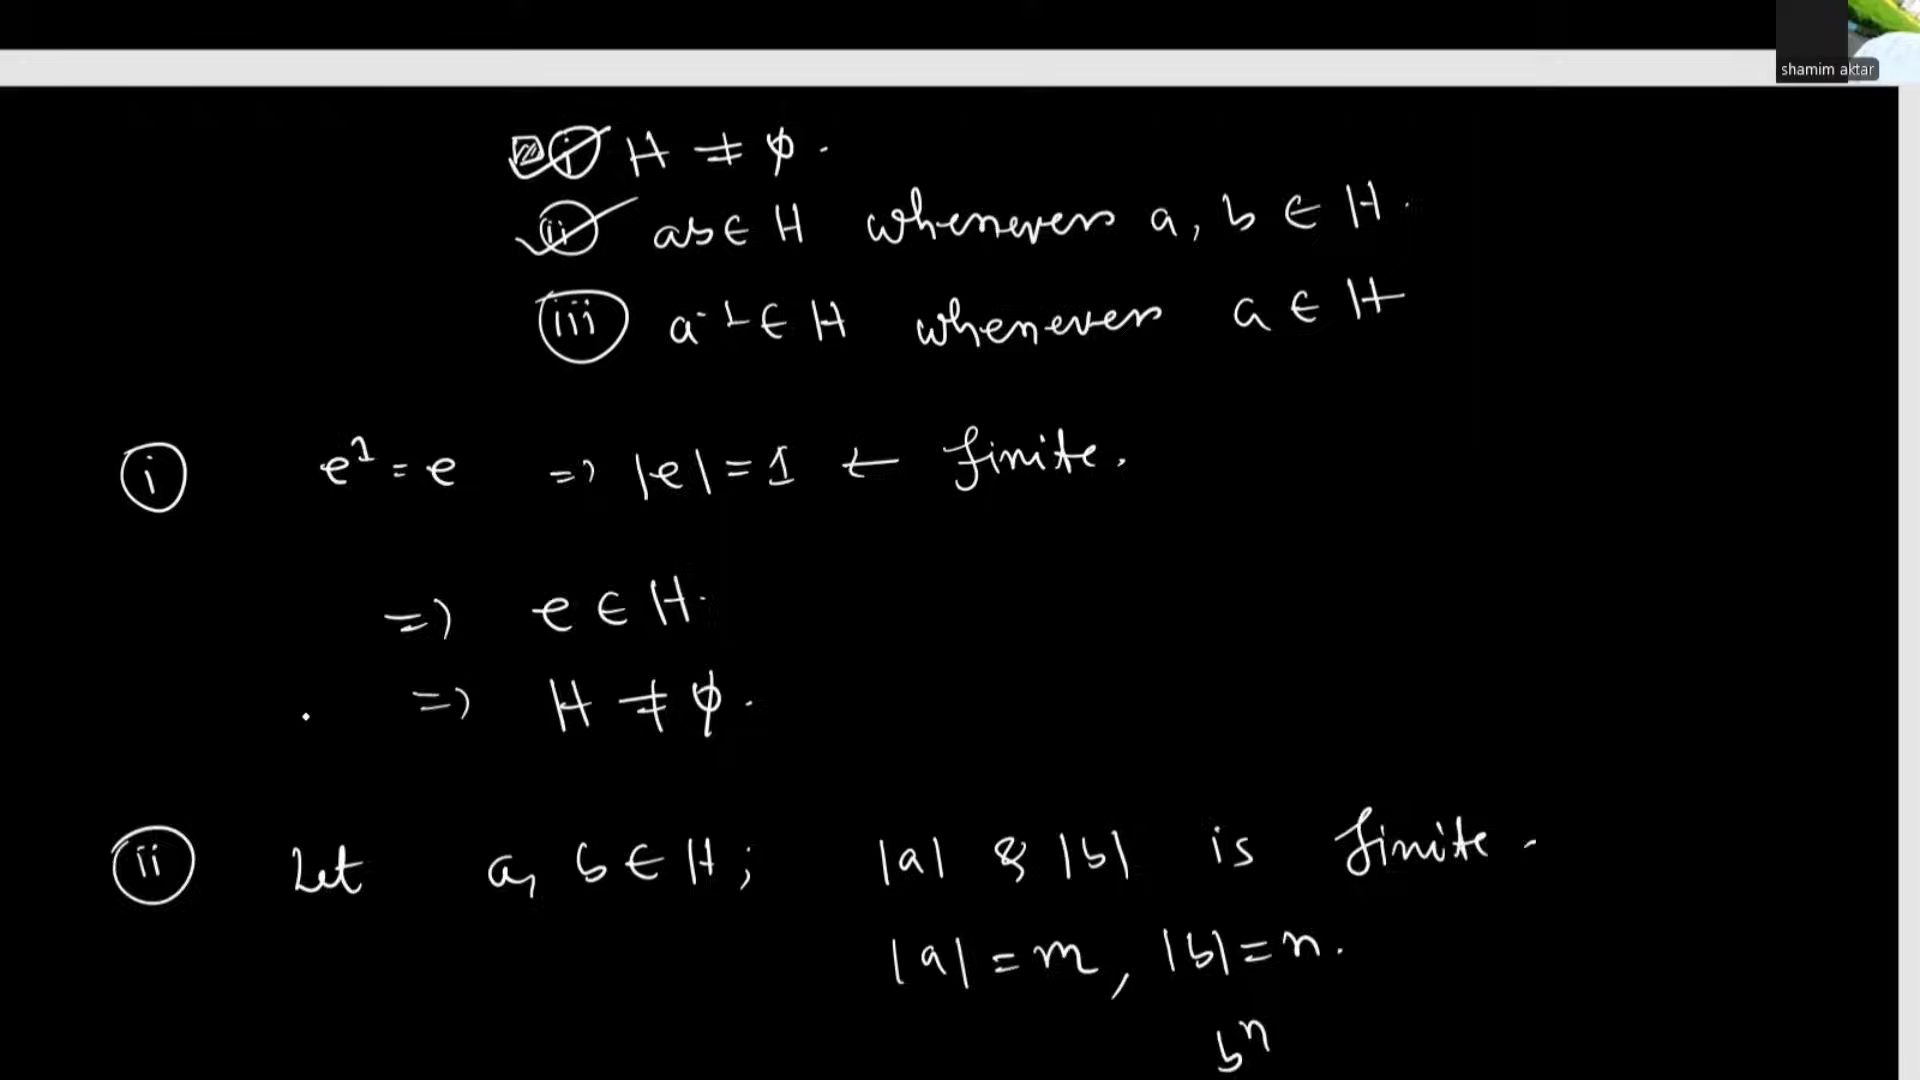 shamim aktar
(i) H ≠ φ.
(ii) ab ∈ H whenever a, b ∈ H.
(iii) a⁻¹ ∈ H whenever a ∈ H
(i) e¹ = e => |e| = 1 ← finite.
=> e ∈ H.
=> H ≠ φ.
(ii) Let a, b ∈ H; |a| & |b| is finite.
|a| = m, |b| = n.
bⁿ